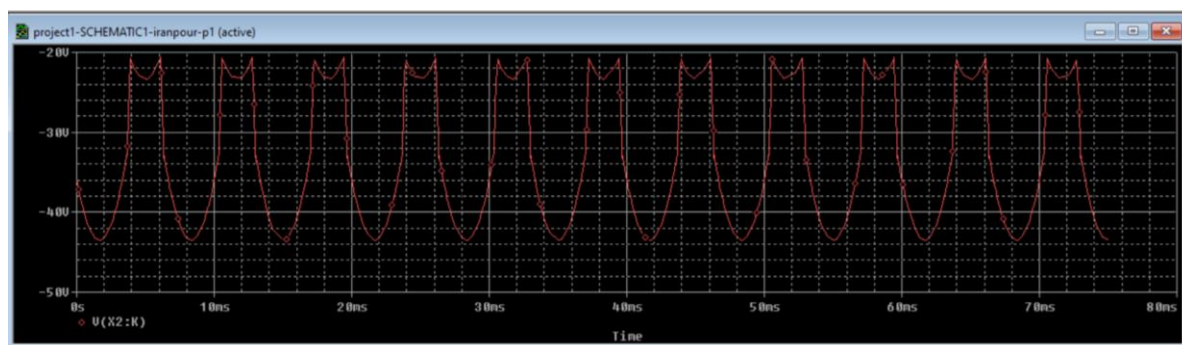 project1-SCHEMATIC1-iranpour-p1 (active)
-20V
-30V
-40V
-50V
0s 10ms 20ms 30ms 40ms 50ms 60ms 70ms 80ms
V(X2:K)
Time